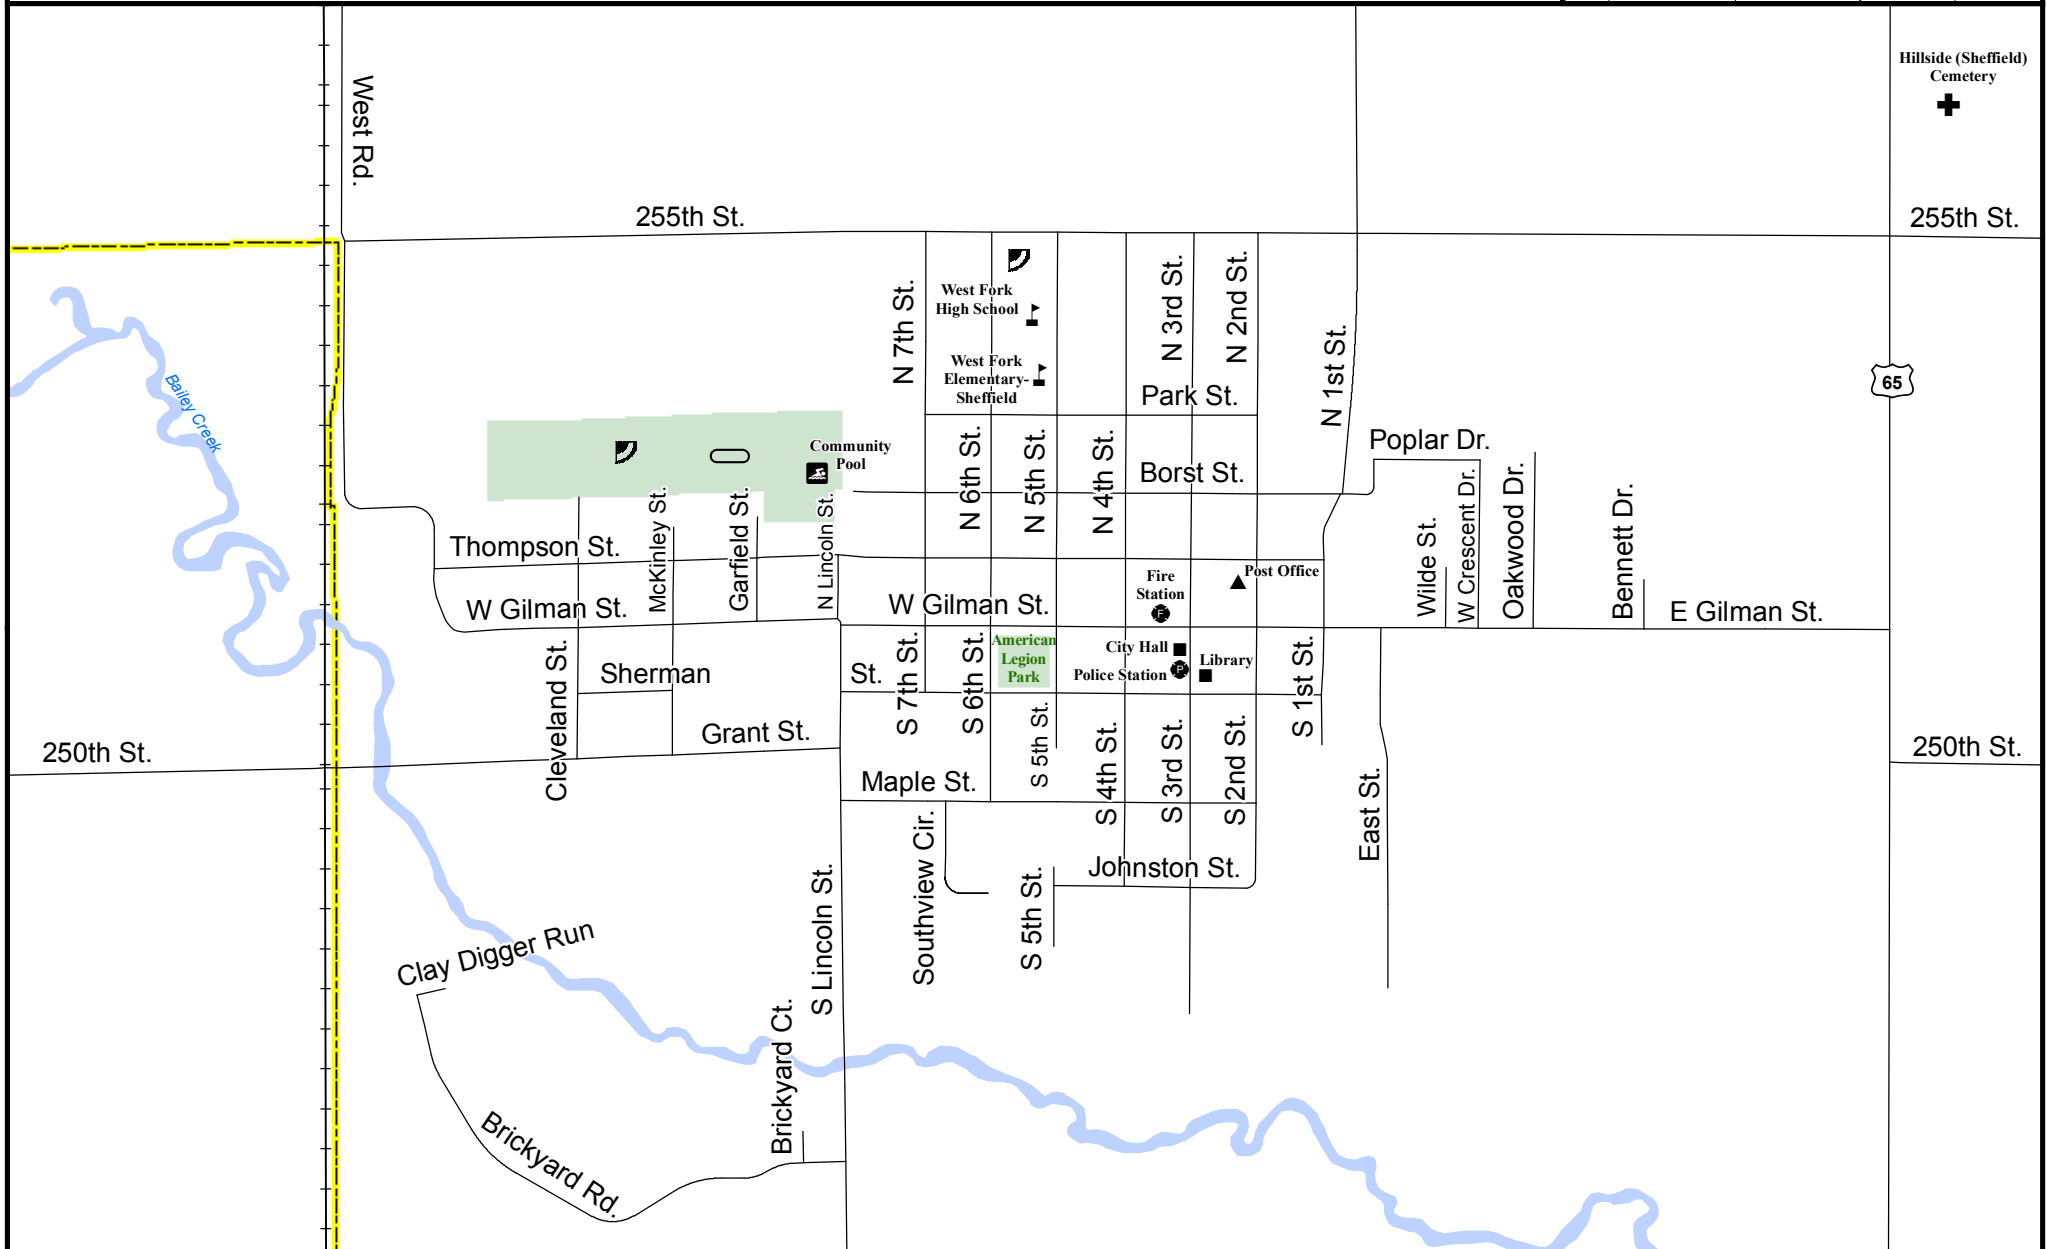 Hillside (Sheffield)
Cemetery
West Rd.
255th St.
255th St.
N 7th St.
West Fork
High School
West Fork
Elementary-
Sheffield
N 3rd St.
N 2nd St.
N 1st St.
Park St.
65
Bailey Creek
Community
Pool
N 6th St.
N 5th St.
N 4th St.
Borst St.
Poplar Dr.
Thompson St.
McKinley St.
Garfield St.
N Lincoln St.
Wilde St.
W Crescent Dr.
Oakwood Dr.
Bennett Dr.
Fire
Station
F
Post Office
W Gilman St.
W Gilman St.
E Gilman St.
Cleveland St.
Sherman
St.
S 7th St.
S 6th St.
American
Legion
Park
City Hall
Police Station
P
Library
S 1st St.
Grant St.
250th St.
250th St.
Maple St.
S 5th St.
S 4th St.
S 3rd St.
S 2nd St.
East St.
Southview Cir.
S 5th St.
Johnston St.
S Lincoln St.
Clay Digger Run
Brickyard Ct.
Brickyard Rd.